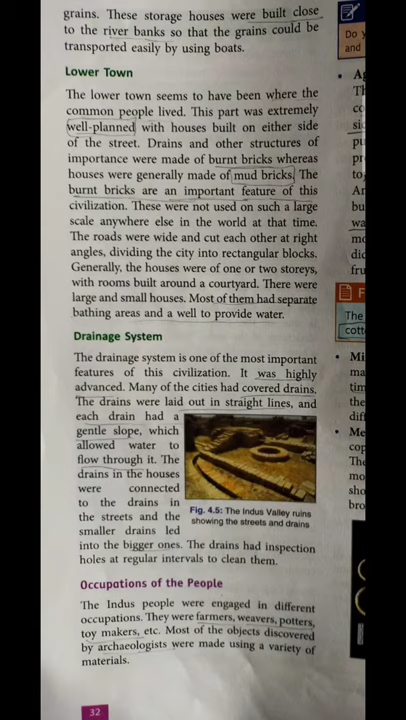 grains. These storage houses were built close
to the river banks so that the grains could be
transported easily by using boats.
Lower Town
The lower town seems to have been where the
common people lived. This part was extremely
well-planned with houses built on either side
of the street. Drains and other structures of
importance were made of burnt bricks whereas
houses were generally made of mud bricks. The
burnt bricks are an important feature of this
civilization. These were not used on such a large
scale anywhere else in the world at that time.
The roads were wide and cut each other at right
angles, dividing the city into rectangular blocks.
Generally, the houses were of one or two storeys,
with rooms built around a courtyard. There were
large and small houses. Most of them had separate
bathing areas and a well to provide water.
Drainage System
The drainage system is one of the most important
features of this civilization. It was highly
advanced. Many of the cities had covered drains.
The drains were laid out in straight lines, and
each drain had a
gentle slope, which
allowed water to
flow through it. The
drains in the houses
were connected
to the drains in
the streets and the
smaller drains led
into the bigger ones. The drains had inspection
holes at regular intervals to clean them.
Fig. 4.5: The Indus Valley ruins
showing the streets and drains
Occupations of the People
The Indus people were engaged in different
occupations. They were farmers, weavers, potters,
toy makers, etc. Most of the objects discovered
by archaeologists were made using a variety of
materials.
32
Do
and
The